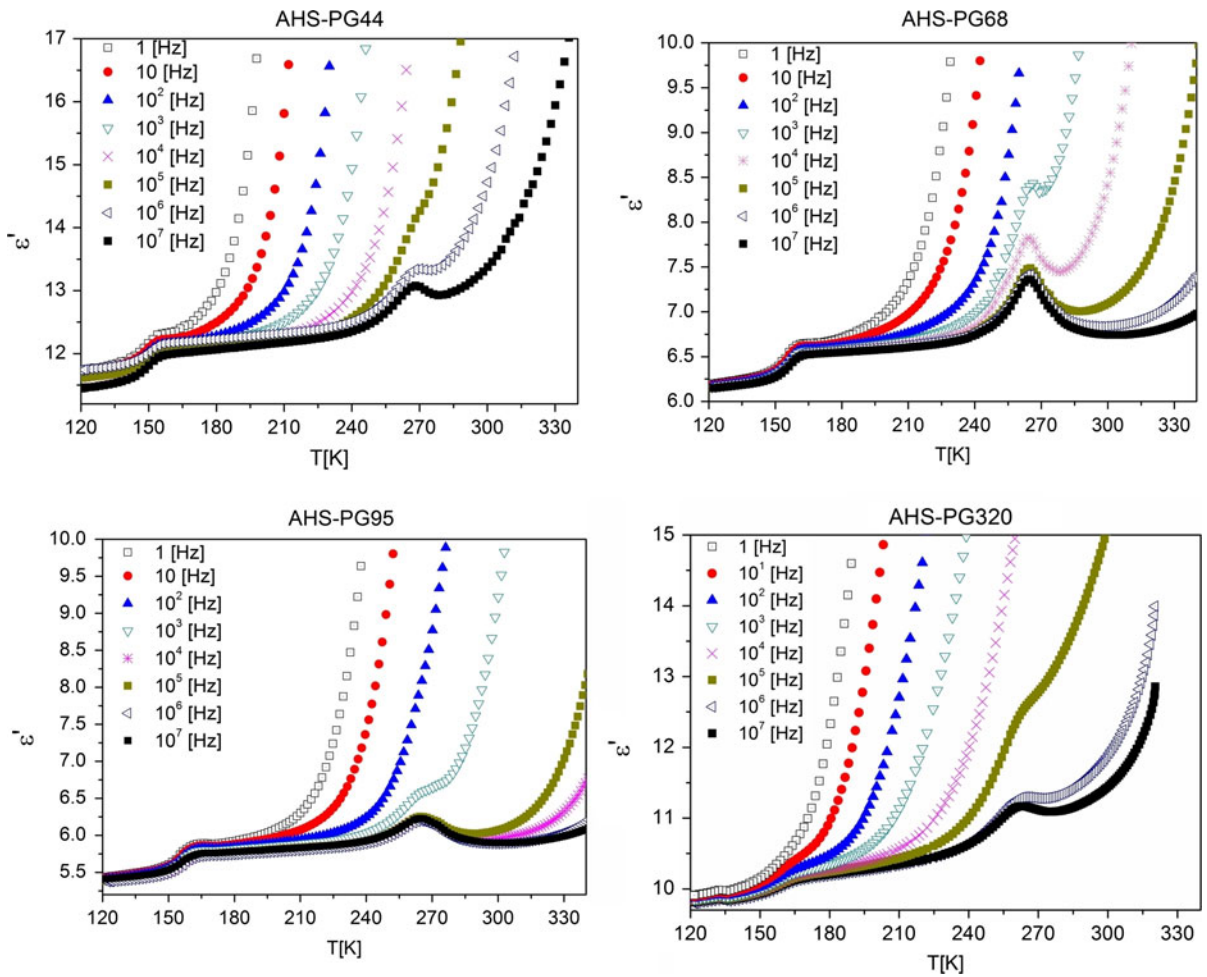 AHS-PG44
ε'
17
16
15
14
13
12
1 [Hz]
10 [Hz]
10² [Hz]
10³ [Hz]
10⁴ [Hz]
10⁵ [Hz]
10⁶ [Hz]
10⁷ [Hz]
120 150 180 210 240 270 300 330
T[K]
AHS-PG68
ε'
10.0
9.5
9.0
8.5
8.0
7.5
7.0
6.5
6.0
1 [Hz]
10 [Hz]
10² [Hz]
10³ [Hz]
10⁴ [Hz]
10⁵ [Hz]
10⁶ [Hz]
10⁷ [Hz]
120 150 180 210 240 270 300 330
T[K]
AHS-PG95
ε'
10.0
9.5
9.0
8.5
8.0
7.5
7.0
6.5
6.0
5.5
1 [Hz]
10 [Hz]
10² [Hz]
10³ [Hz]
10⁴ [Hz]
10⁵ [Hz]
10⁶ [Hz]
10⁷ [Hz]
120 150 180 210 240 270 300 330
T[K]
AHS-PG320
ε'
15
14
13
12
11
10
1 [Hz]
10¹ [Hz]
10² [Hz]
10³ [Hz]
10⁴ [Hz]
10⁵ [Hz]
10⁶ [Hz]
10⁷ [Hz]
120 150 180 210 240 270 300 330
T[K]